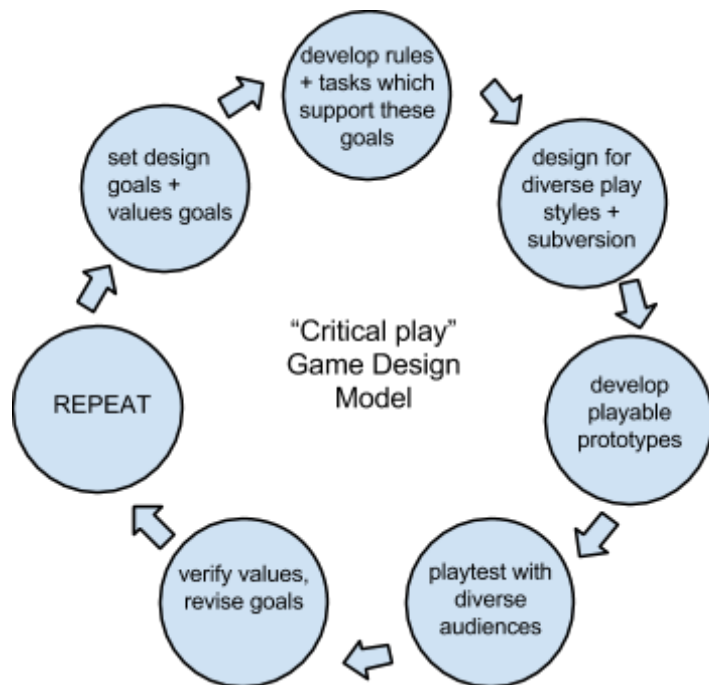 develop rules
+ tasks which
support these
goals
design for
diverse play
styles +
subversion
develop
playable
prototypes
playtest with
diverse
audiences
verify values,
revise goals
REPEAT
set design
goals +
values goals
“Critical play”
Game Design
Model